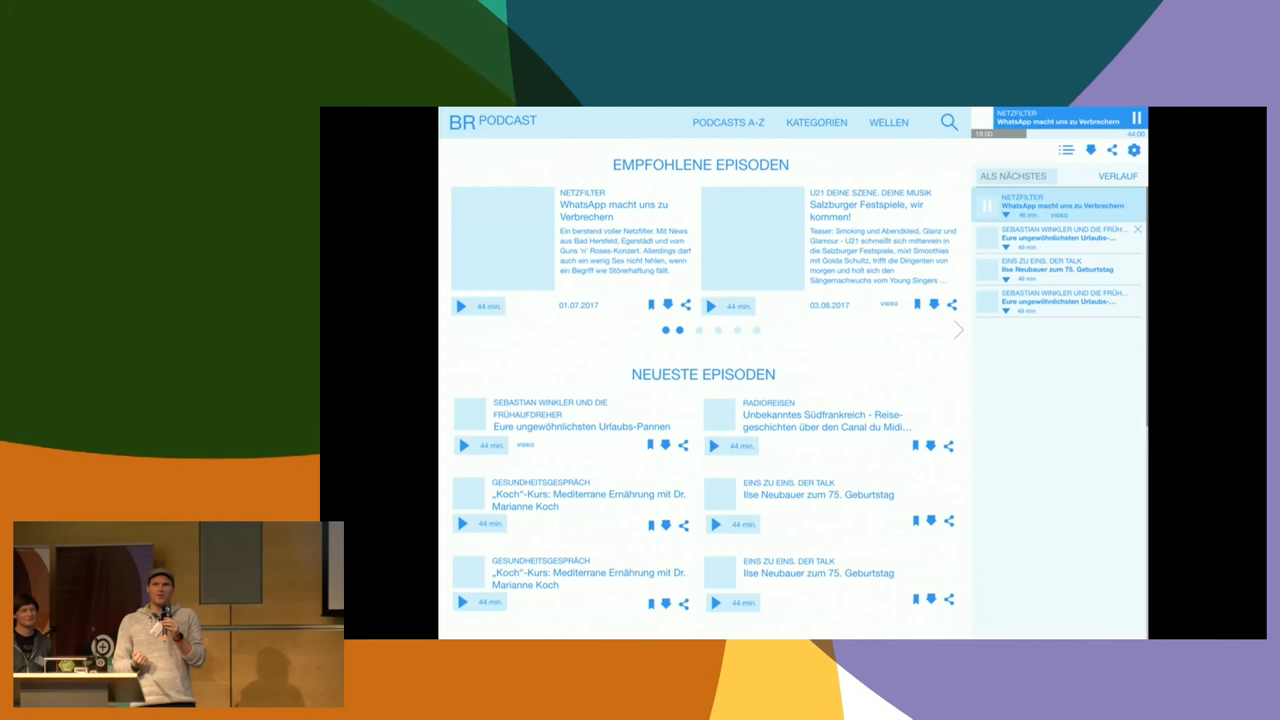 BR PODCAST
PODCASTS A-Z
KATEGORIEN
WELLEN
EMPFOHLENE EPISODEN
NETZFILTER
WhatsApp macht uns zu
Verbrechern
Ein berstend voller Netzfilter. Mit News
aus Bad Hersfeld, Egerstädt und vom
Guns 'n' Roses-Konzert. Allerdings darf
auch ein wenig Sex nicht fehlen, wenn
ein Begriff wie Störerhaftung fällt.
44 min.
01.07.2017
U21 DEINE SZENE. DEINE MUSIK
Salzburger Festspiele, wir
kommen!
Teaser: Smoking und Abendkleid, Glanz und
Glamour - U21 schmeißt sich mittenrein in
die Salzburger Festspiele, mixt Smoothies
mit Golda Schultz, trifft die Dirigenten von
morgen und holt sich den
Sängernachwuchs vom Young Singers ...
44 min.
03.08.2017
VIDEO
NEUESTE EPISODEN
SEBASTIAN WINKLER UND DIE
FRÜHAUFDREHER
Eure ungewöhnlichsten Urlaubs-Pannen
44 min.
VIDEO
RADIOREISEN
Unbekanntes Südfrankreich - Reise-
geschichten über den Canal du Midi...
44 min.
GESUNDHEITSGESPRÄCH
„Koch“-Kurs: Mediterrane Ernährung mit Dr.
Marianne Koch
44 min.
EINS ZU EINS. DER TALK
Ilse Neubauer zum 75. Geburtstag
44 min.
GESUNDHEITSGESPRÄCH
„Koch“-Kurs: Mediterrane Ernährung mit Dr.
Marianne Koch
44 min.
EINS ZU EINS. DER TALK
Ilse Neubauer zum 75. Geburtstag
44 min.
NETZFILTER
WhatsApp macht uns zu Verbrechern
19:00
44:00
ALS NÄCHSTES
VERLAUF
NETZFILTER
WhatsApp macht uns zu Verbrechern
46 min.
VIDEO
SEBASTIAN WINKLER UND DIE FRÜH...
Eure ungewöhnlichsten Urlaubs-...
49 min.
EINS ZU EINS. DER TALK
Ilse Neubauer zum 75. Geburtstag
46 min.
SEBASTIAN WINKLER UND DIE FRÜH...
Eure ungewöhnlichsten Urlaubs-...
49 min.